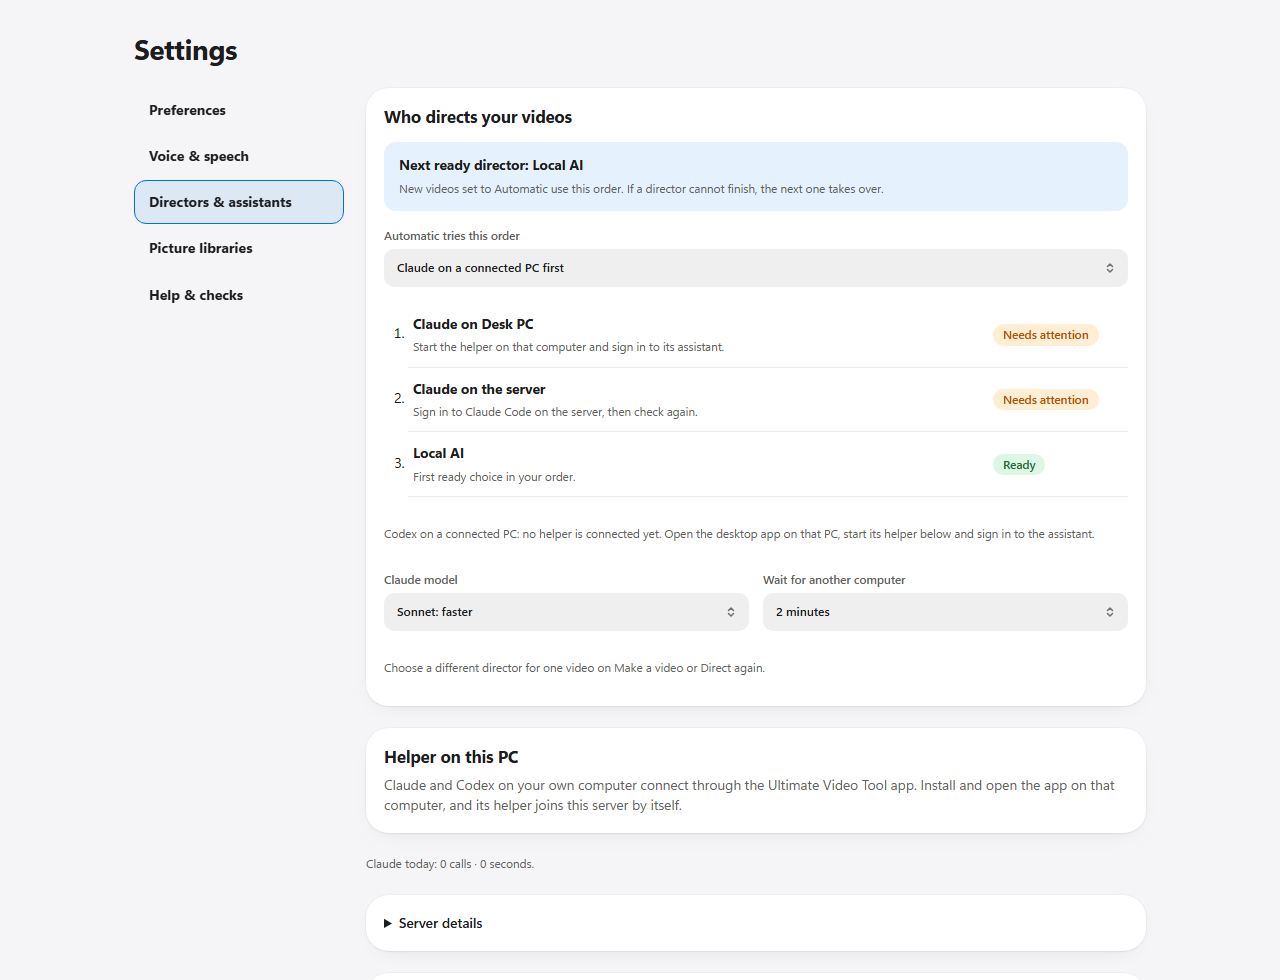 Settings
Preferences
Voice & speech
Directors & assistants
Picture libraries
Help & checks
Who directs your videos
Next ready director: Local AI
New videos set to Automatic use this order. If a director cannot finish, the next one takes over.
Automatic tries this order
Claude on a connected PC first
1. Claude on Desk PC
Start the helper on that computer and sign in to its assistant.
Needs attention
2. Claude on the server
Sign in to Claude Code on the server, then check again.
Needs attention
3. Local AI
First ready choice in your order.
Ready
Codex on a connected PC: no helper is connected yet. Open the desktop app on that PC, start its helper below and sign in to the assistant.
Claude model
Sonnet: faster
Wait for another computer
2 minutes
Choose a different director for one video on Make a video or Direct again.
Helper on this PC
Claude and Codex on your own computer connect through the Ultimate Video Tool app. Install and open the app on that
computer, and its helper joins this server by itself.
Claude today: 0 calls · 0 seconds.
Server details